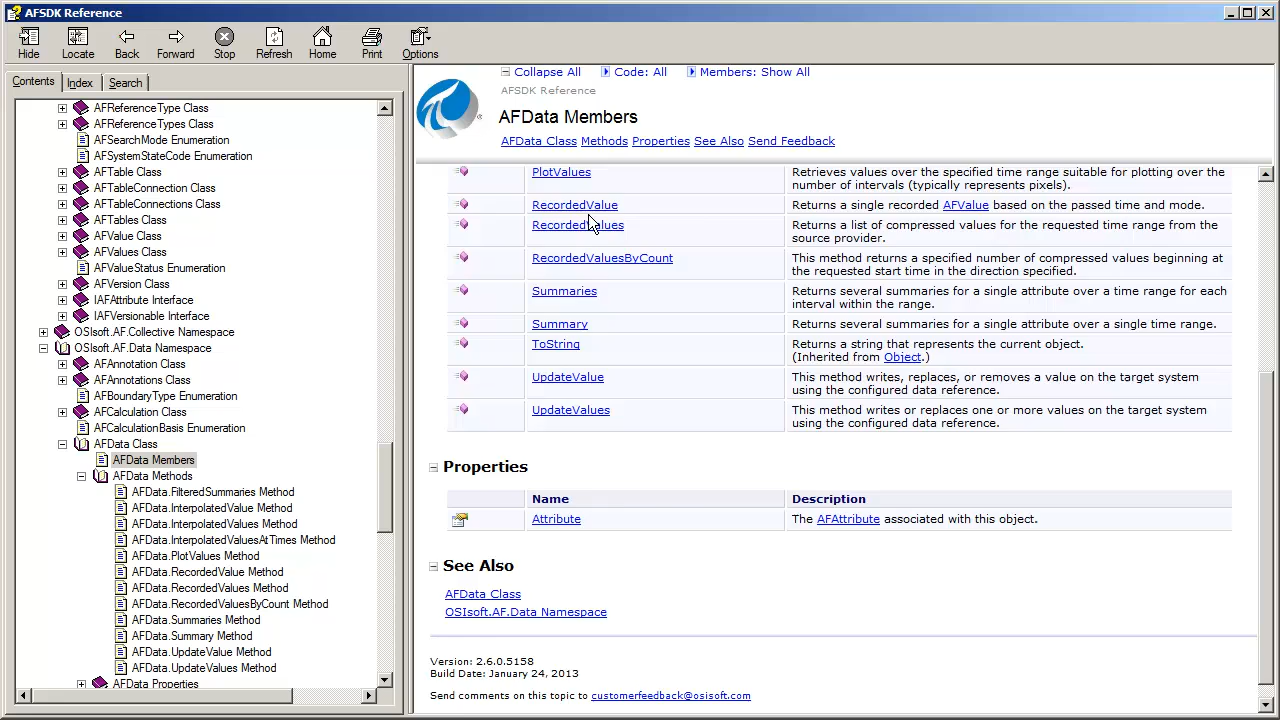 AFSDK Reference
Hide Locate Back Forward Stop Refresh Home Print Options
Contents Index Search
AFReferenceType Class
AFReferenceTypes Class
AFSearchMode Enumeration
AFSystemStateCode Enumeration
AFTable Class
AFTableConnection Class
AFTableConnections Class
AFTables Class
AFValue Class
AFValues Class
AFValueStatus Enumeration
AFVersion Class
IAFAttribute Interface
IAFVersionable Interface
OSIsoft.AF.Collective Namespace
OSIsoft.AF.Data Namespace
AFAnnotation Class
AFAnnotations Class
AFBoundaryType Enumeration
AFCalculation Class
AFCalculationBasis Enumeration
AFData Class
AFData Members
AFData Methods
AFData.FilteredSummaries Method
AFData.InterpolatedValue Method
AFData.InterpolatedValues Method
AFData.InterpolatedValuesAtTimes Method
AFData.PlotValues Method
AFData.RecordedValue Method
AFData.RecordedValues Method
AFData.RecordedValuesByCount Method
AFData.Summaries Method
AFData.Summary Method
AFData.UpdateValue Method
AFData.UpdateValues Method
AFData Properties
Collapse All Code: All Members: Show All
AFSDK Reference
AFData Members
AFData Class Methods Properties See Also Send Feedback
PlotValues Retrieves values over the specified time range suitable for plotting over the
number of intervals (typically represents pixels).
RecordedValue Returns a single recorded AFValue based on the passed time and mode.
RecordedValues Returns a list of compressed values for the requested time range from the
source provider.
RecordedValuesByCount This method returns a specified number of compressed values beginning at
the requested start time in the direction specified.
Summaries Returns several summaries for a single attribute over a time range for each
interval within the range.
Summary Returns several summaries for a single attribute over a single time range.
ToString Returns a string that represents the current object.
(Inherited from Object.)
UpdateValue This method writes, replaces, or removes a value on the target system
using the configured data reference.
UpdateValues This method writes or replaces one or more values on the target system
using the configured data reference.
Properties
Name Description
Attribute The AFAttribute associated with this object.
See Also
AFData Class
OSIsoft.AF.Data Namespace
Version: 2.6.0.5158
Build Date: January 24, 2013
Send comments on this topic to customerfeedback@osisoft.com